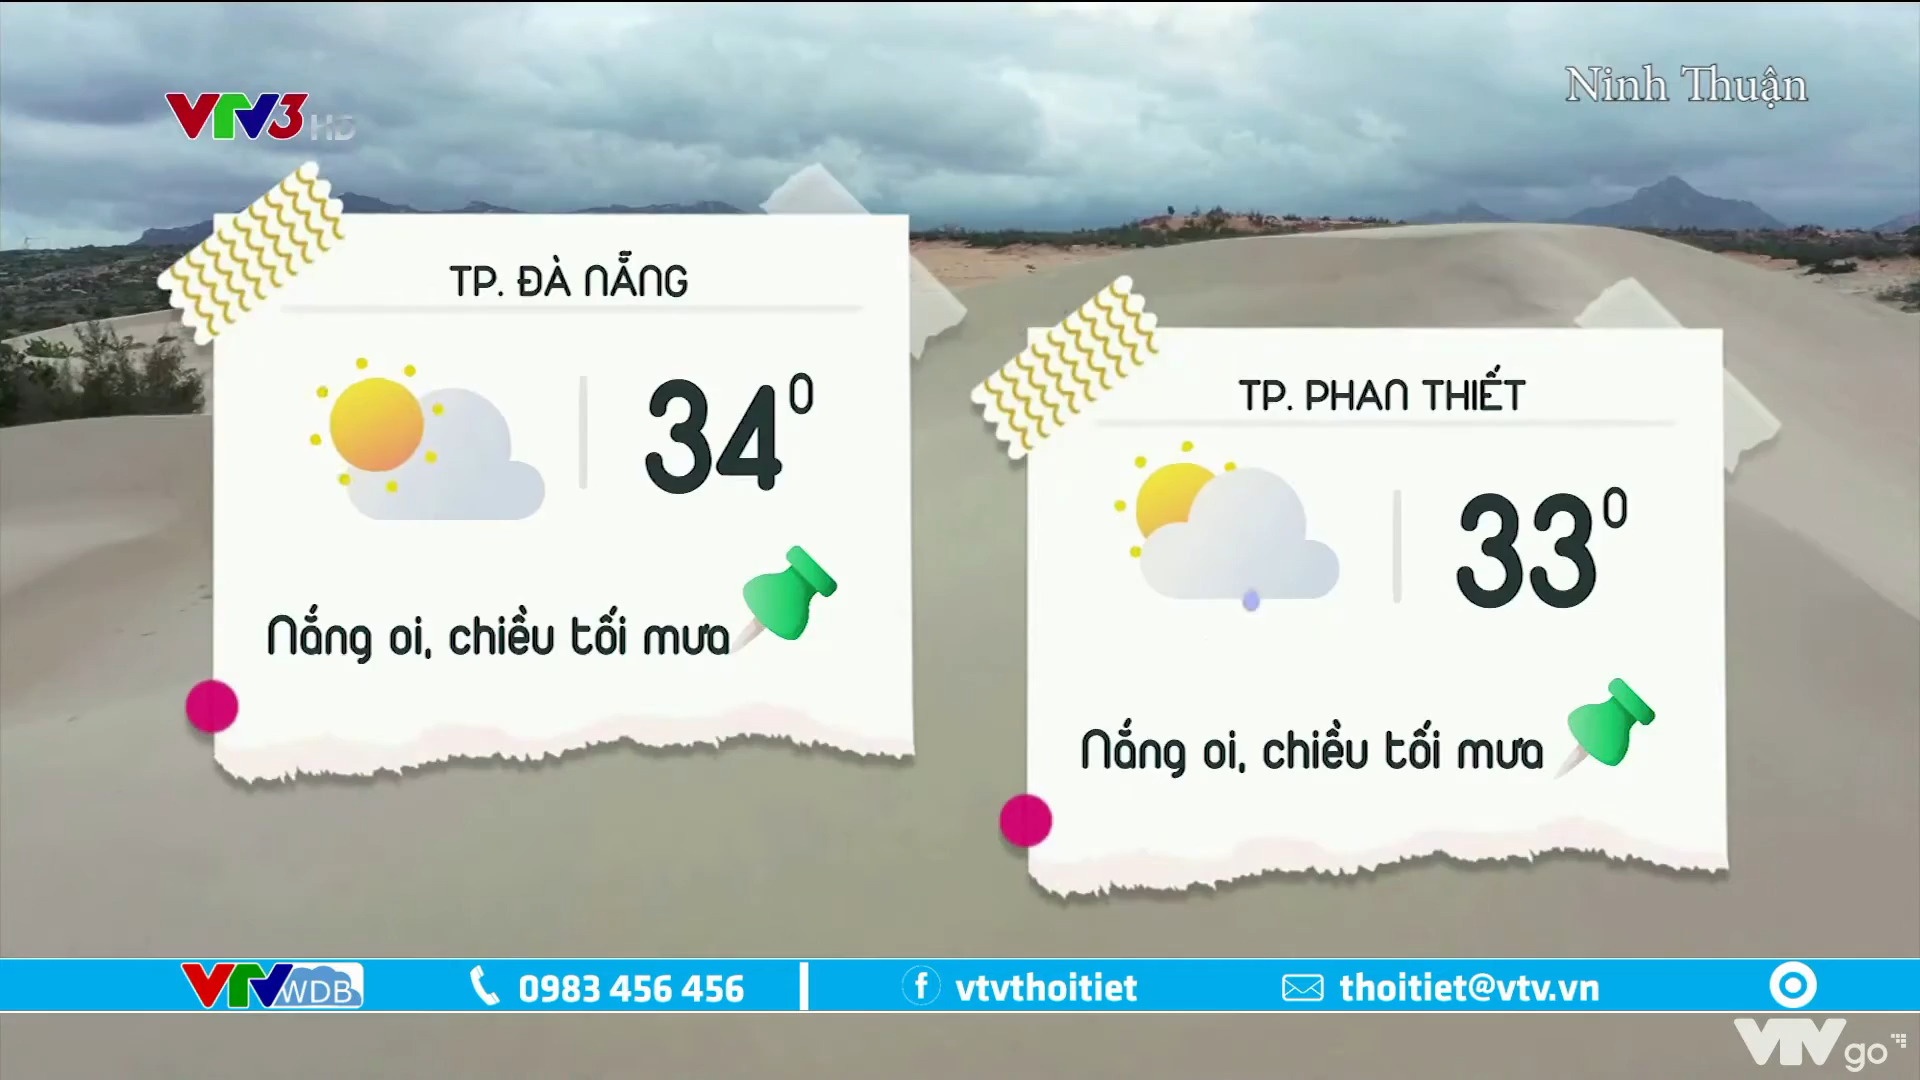 VTV3 HD
Ninh Thuận
TP. ĐÀ NẴNG
34⁰
Nắng oi, chiều tối mưa
TP. PHAN THIẾT
33⁰
Nắng oi, chiều tối mưa
VTV WDB
0983 456 456
vtvthoitiet
thoitiet@vtv.vn
VTV go